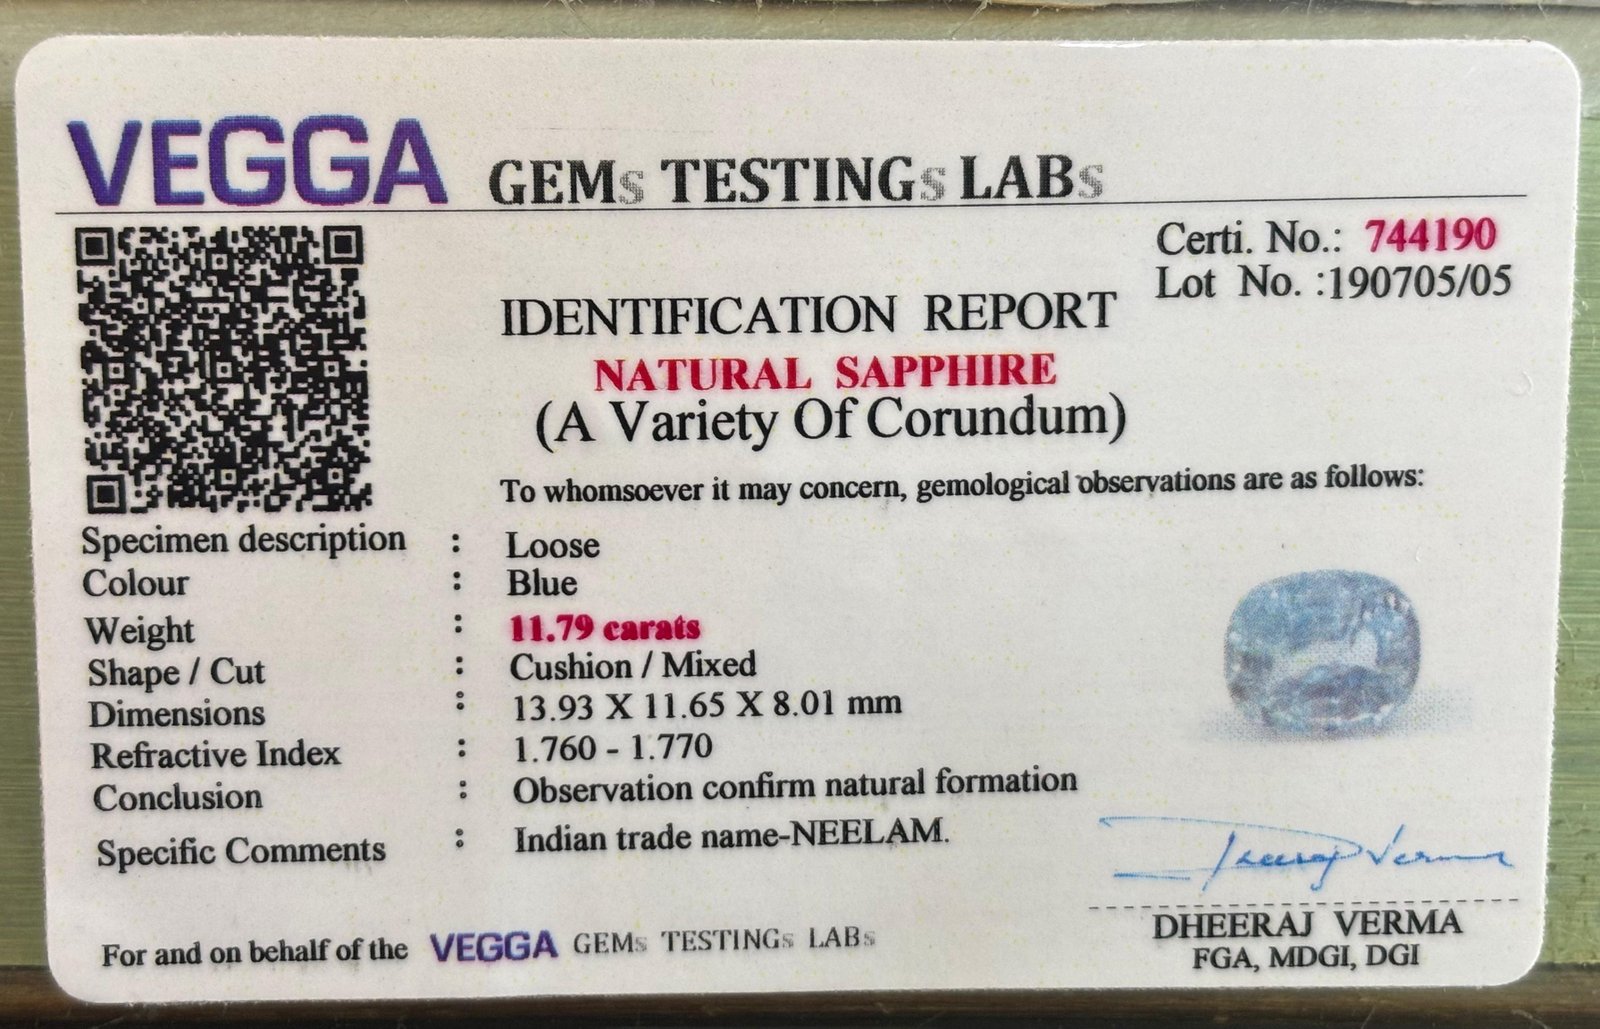 VEGGA GEMs TESTINGs LABs
Certi. No.: 744190
Lot No. :190705/05
IDENTIFICATION REPORT
NATURAL SAPPHIRE
(A Variety Of Corundum)
To whomsoever it may concern, gemological observations are as follows:
Specimen description : Loose
Colour : Blue
Weight : 11.79 carats
Shape / Cut : Cushion / Mixed
Dimensions : 13.93 X 11.65 X 8.01 mm
Refractive Index : 1.760 - 1.770
Conclusion : Observation confirm natural formation
Specific Comments : Indian trade name-NEELAM.
Dheeraj Verma
DHEERAJ VERMA
FGA, MDGI, DGI
For and on behalf of the VEGGA GEMs TESTINGs LABs